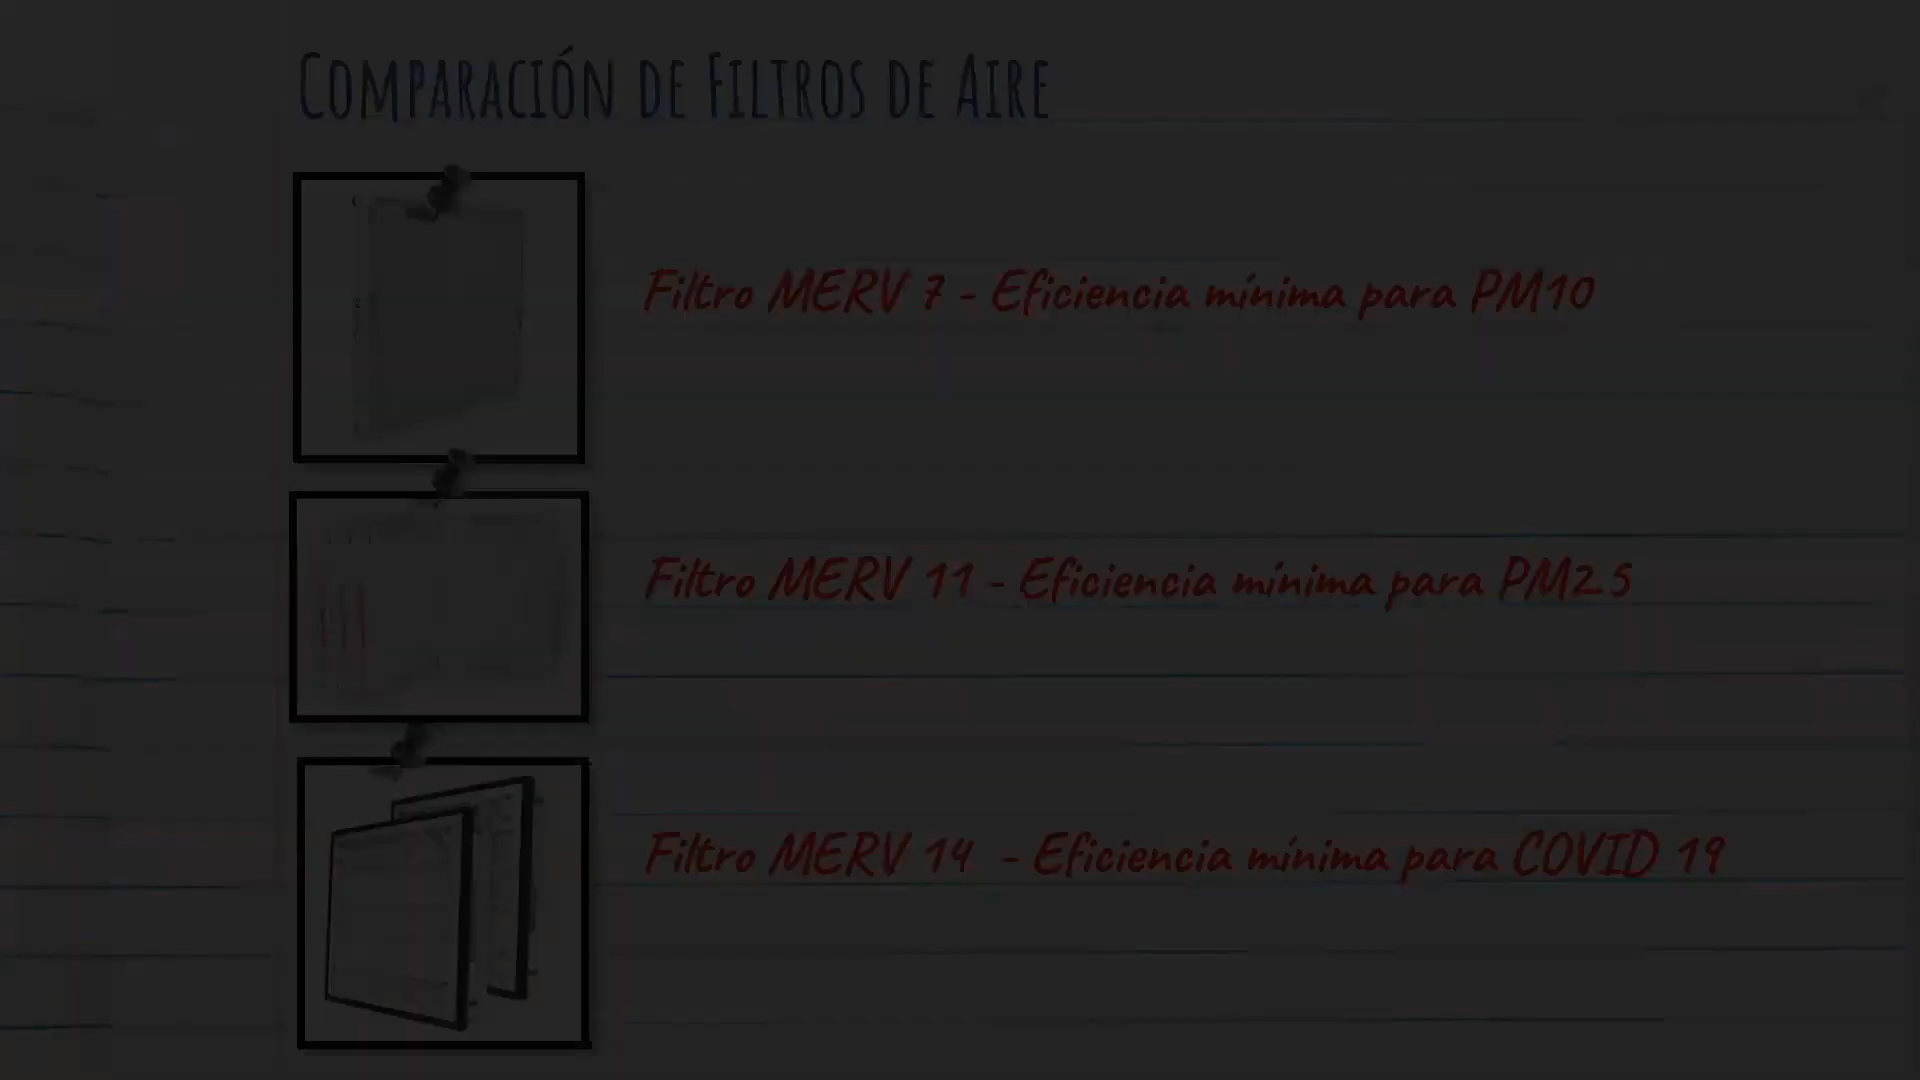 COMPARACIÓN DE FILTROS DE AIRE
Filtro MERV 7 - Eficiencia mínima para PM10
Filtro MERV 11 - Eficiencia mínima para PM2.5
Filtro MERV 14 - Eficiencia mínima para COVID 19